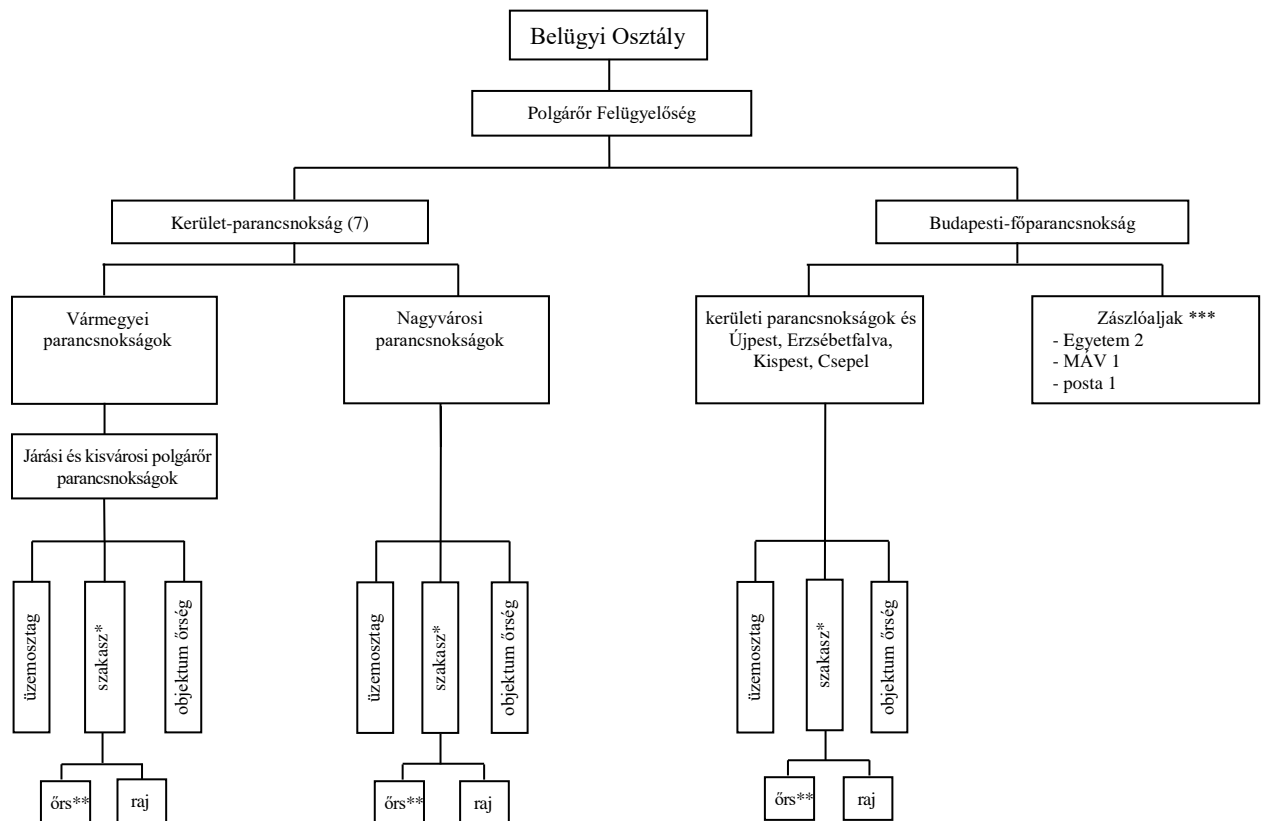 Belügyi Osztály
Polgárőr Felügyelőség
Kerület-parancsnokság (7)
Budapesti-főparancsnokság
Vármegyei
parancsnokságok
Nagyvárosi
parancsnokságok
kerületi parancsnokságok és
Újpest, Erzsébetfalva,
Kispest, Csepel
Zászlóaljak ***
- Egyetem 2
- MÁV 1
- posta 1
Járási és kisvárosi polgárőr
parancsnokságok
üzemosztag
szakasz*
objektum őrség
üzemosztag
szakasz*
objektum őrség
üzemosztag
szakasz*
objektum őrség
őrs**
raj
őrs**
raj
őrs**
raj